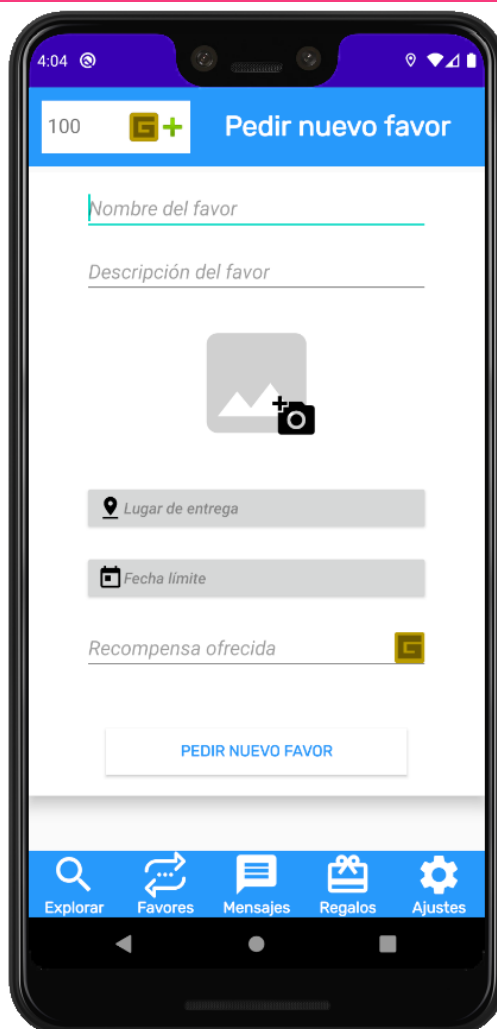 4:04
100 G+ Pedir nuevo favor
Nombre del favor
Descripción del favor
Lugar de entrega
Fecha límite
Recompensa ofrecida G
PEDIR NUEVO FAVOR
Explorar Favores Mensajes Regalos Ajustes